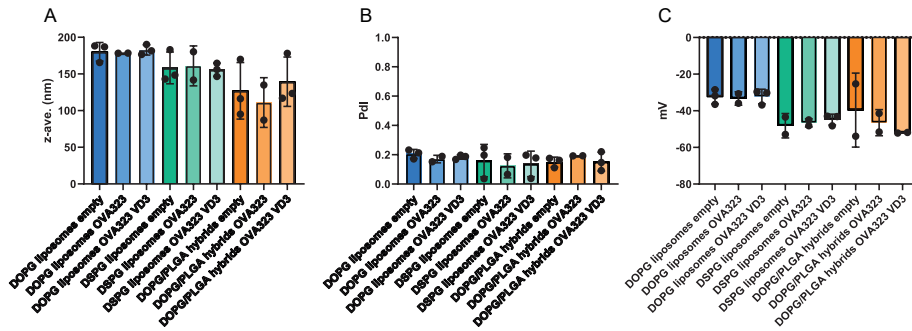 A
z-ave. (nm)
200
150
100
50
0
DOPG liposomes empty
DOPG liposomes OVA323
DOPG liposomes OVA323 VD3
DSPG liposomes empty
DSPG liposomes OVA323
DSPG liposomes OVA323 VD3
DOPG/PLGA hybrids empty
DOPG/PLGA hybrids OVA323
DOPG/PLGA hybrids OVA323 VD3
B
PdI
1.0
0.8
0.6
0.4
0.2
0.0
DOPG liposomes empty
DOPG liposomes OVA323
DOPG liposomes OVA323 VD3
DSPG liposomes empty
DSPG liposomes OVA323
DSPG liposomes OVA323 VD3
DOPG/PLGA hybrids empty
DOPG/PLGA hybrids OVA323
DOPG/PLGA hybrids OVA323 VD3
C
mV
0
-20
-40
-60
-80
DOPG liposomes empty
DOPG liposomes OVA323
DOPG liposomes OVA323 VD3
DSPG liposomes empty
DSPG liposomes OVA323
DSPG liposomes OVA323 VD3
DOPG/PLGA hybrids empty
DOPG/PLGA hybrids OVA323
DOPG/PLGA hybrids OVA323 VD3